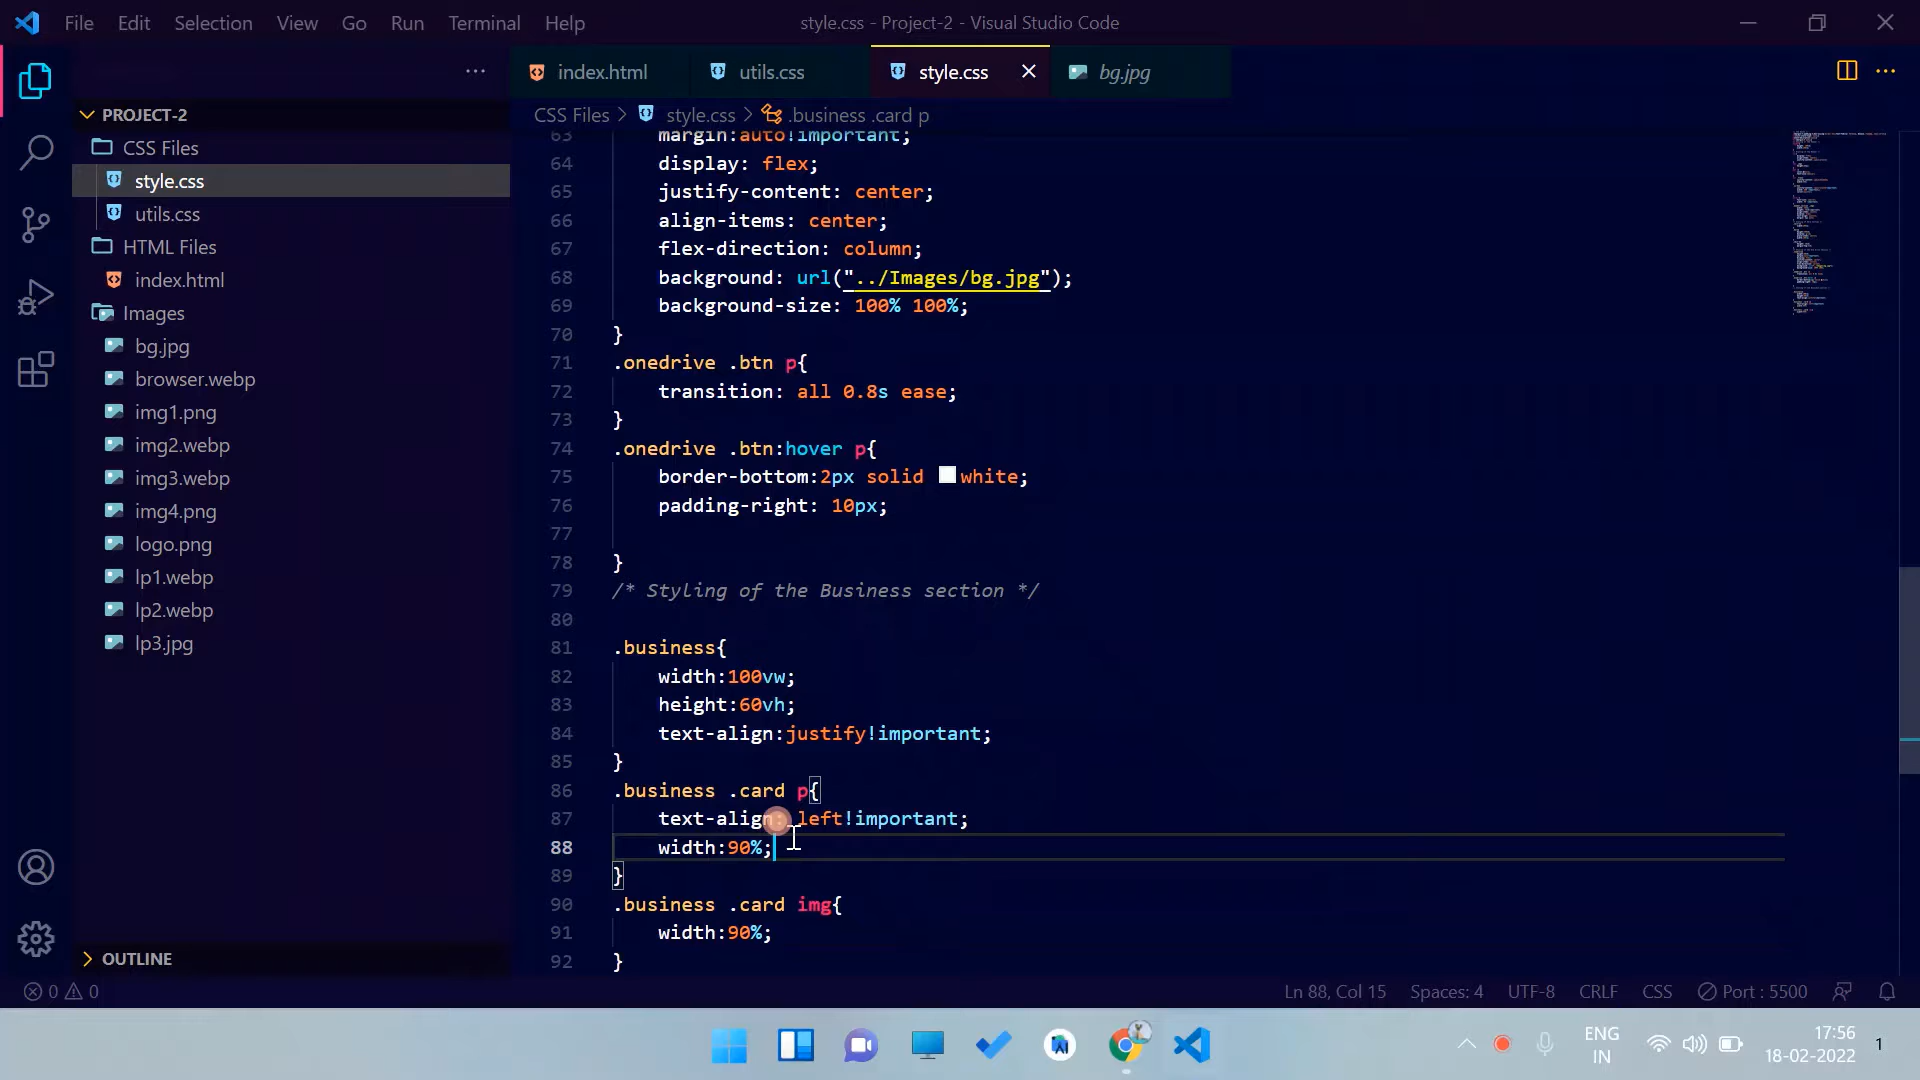 File Edit Selection View Go Run Terminal Help
style.css - Project-2 - Visual Studio Code
index.html utils.css style.css bg.jpg
CSS Files > style.css > .business .card p
PROJECT-2
CSS Files
style.css
utils.css
HTML Files
index.html
Images
bg.jpg
browser.webp
img1.png
img2.webp
img3.webp
img4.png
logo.png
lp1.webp
lp2.webp
lp3.jpg
OUTLINE
63 margin:auto!important;
64 display: flex;
65 justify-content: center;
66 align-items: center;
67 flex-direction: column;
68 background: url("../Images/bg.jpg");
69 background-size: 100% 100%;
70 }
71 .onedrive .btn p{
72 transition: all 0.8s ease;
73 }
74 .onedrive .btn:hover p{
75 border-bottom:2px solid white;
76 padding-right: 10px;
77
78 }
79 /* Styling of the Business section */
80
81 .business{
82 width:100vw;
83 height:60vh;
84 text-align:justify!important;
85 }
86 .business .card p{
87 text-align: left!important;
88 width:90%;
89 }
90 .business .card img{
91 width:90%;
92 }
0 0
Ln 88, Col 15 Spaces: 4 UTF-8 CRLF CSS Port : 5500
ENG
IN
17:56
18-02-2022
1